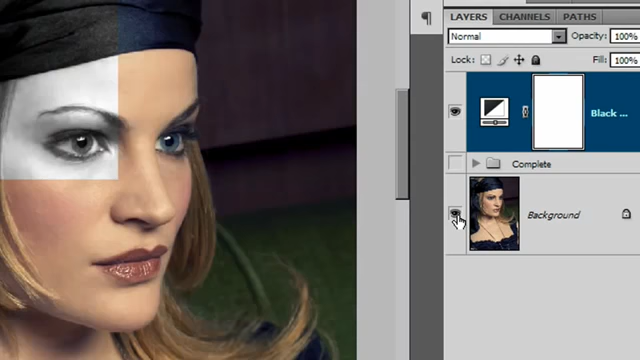 LAYERS CHANNELS PATHS
Normal Opacity: 100%
Lock: Fill: 100%
Black ...
Complete
Background